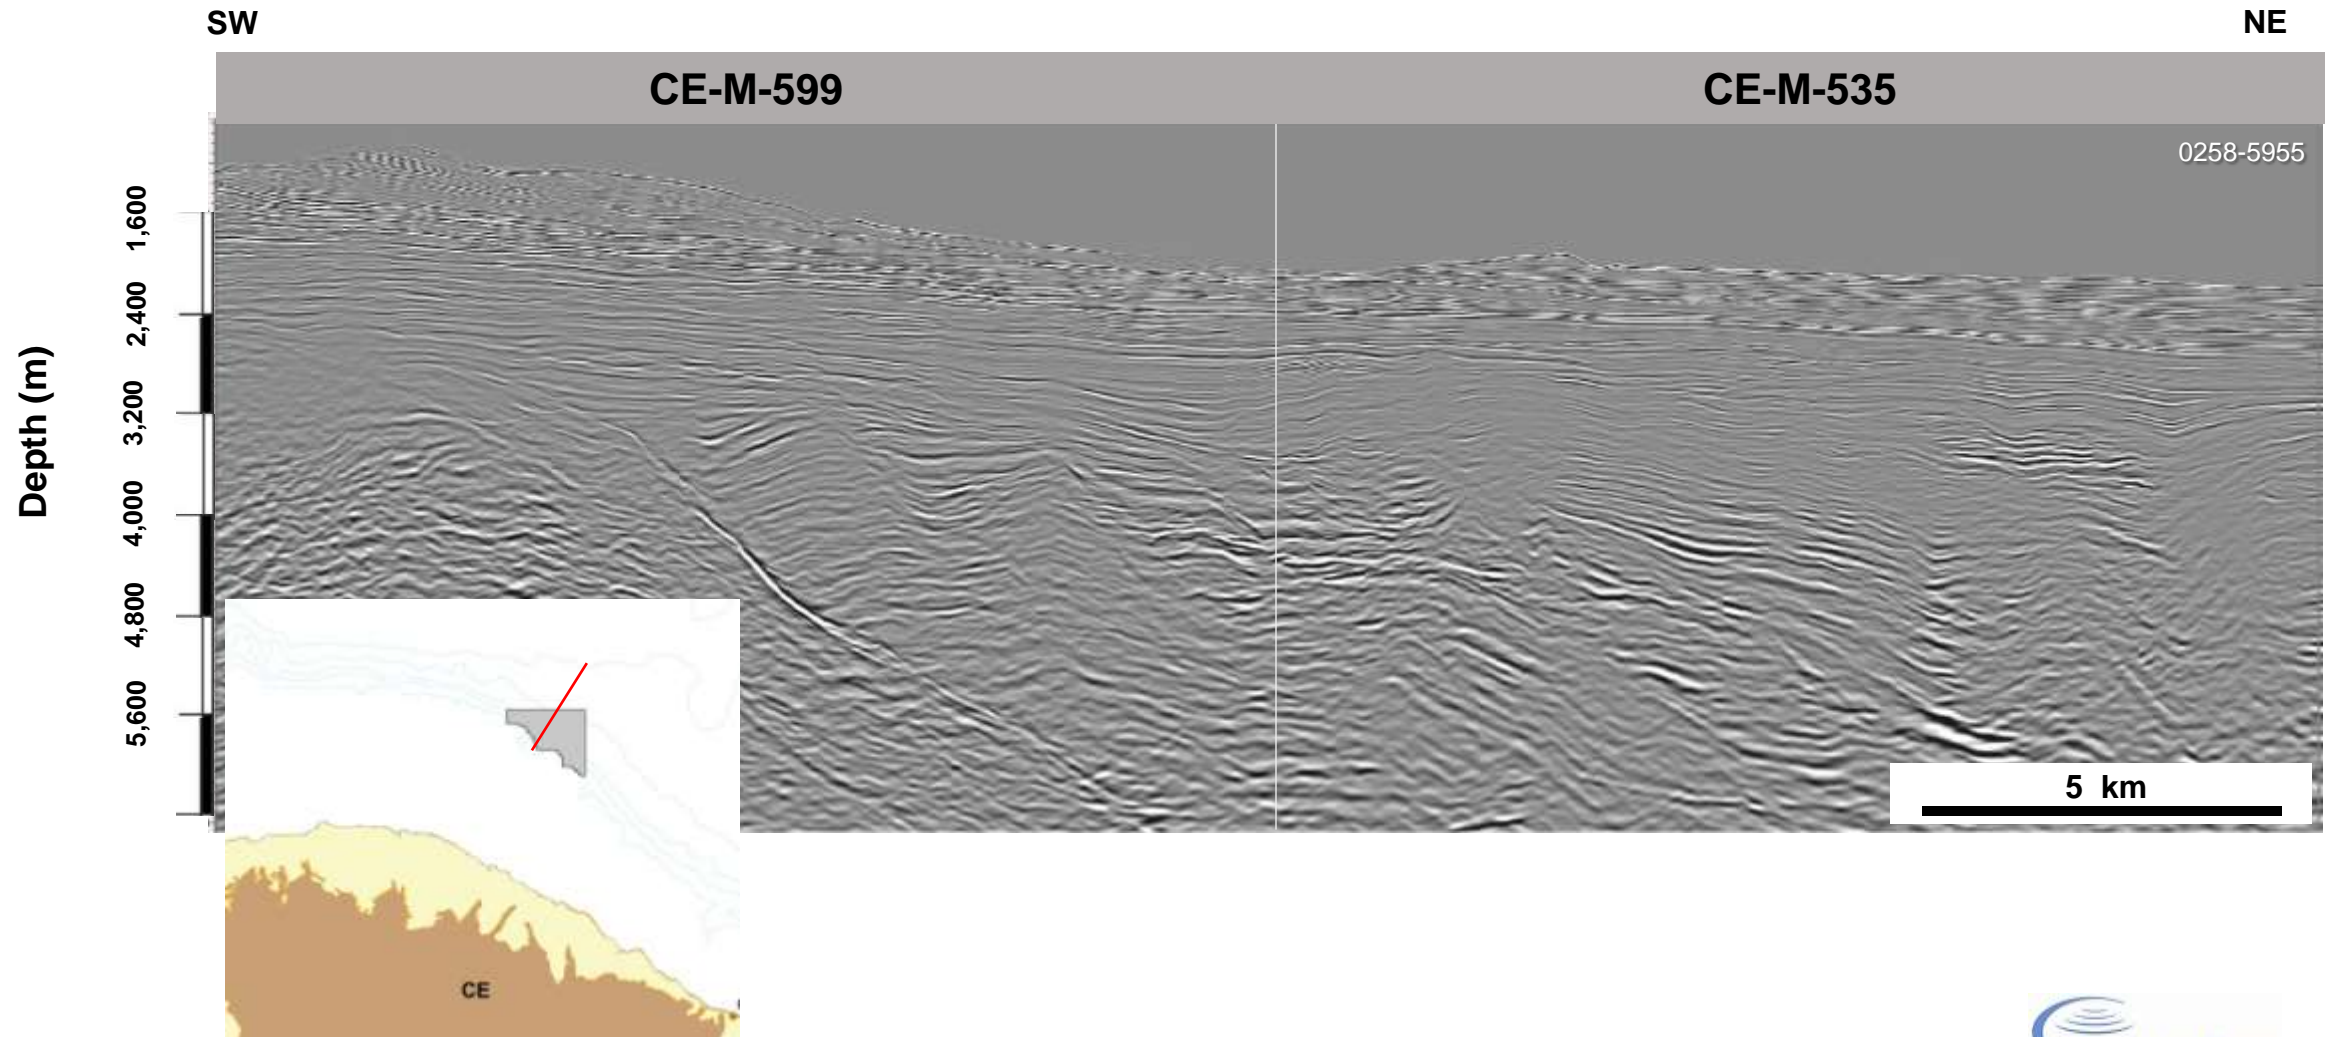 SW
NE
CE-M-599
CE-M-535
0258-5955
Depth (m)
1,600
2,400
3,200
4,000
4,800
5,600
5 km
CE